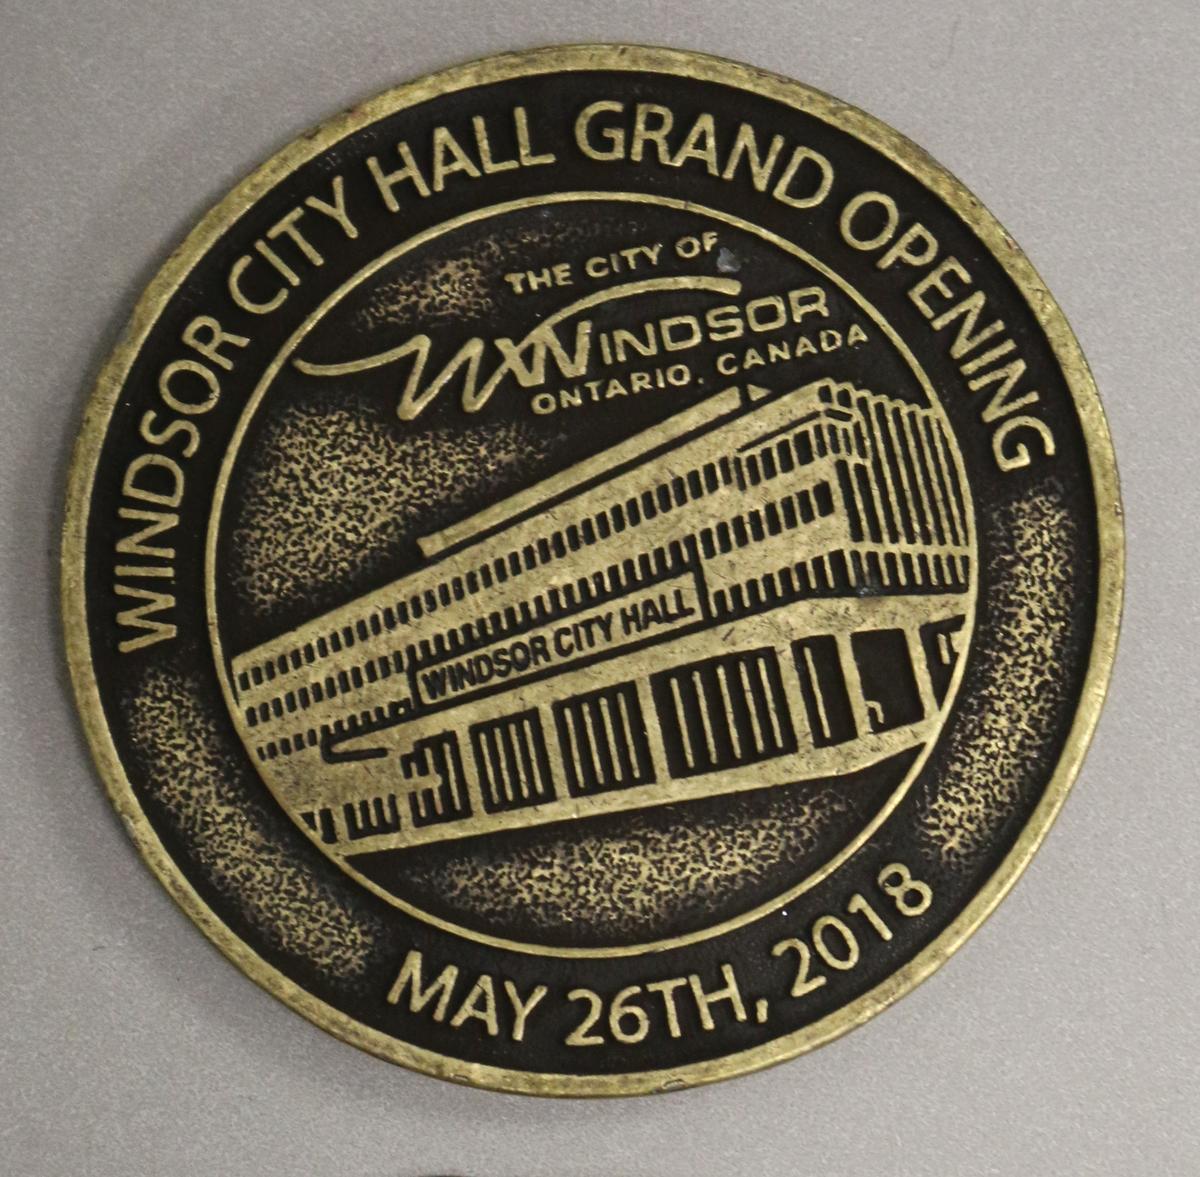 WINDSOR CITY HALL GRAND OPENING
THE CITY OF
WINDSOR
ONTARIO, CANADA
WINDSOR CITY HALL
MAY 26TH, 2018